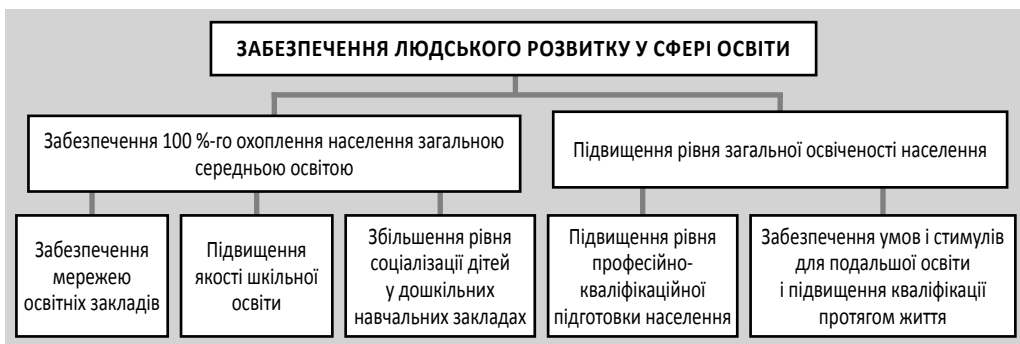 ЗАБЕЗПЕЧЕННЯ ЛЮДСЬКОГО РОЗВИТКУ У СФЕРІ ОСВІТИ
Забезпечення 100 %-го охоплення населення загальною
середньою освітою
Підвищення рівня загальної освіченості населення
Забезпечення
мережею
освітніх закладів
Підвищення
якості шкільної
освіти
Збільшення рівня
соціалізації дітей
у дошкільних
навчальних закладах
Підвищення рівня
професійно-
кваліфікаційної
підготовки населення
Забезпечення умов і стимулів
для подальшої освіти
і підвищення кваліфікації
протягом життя